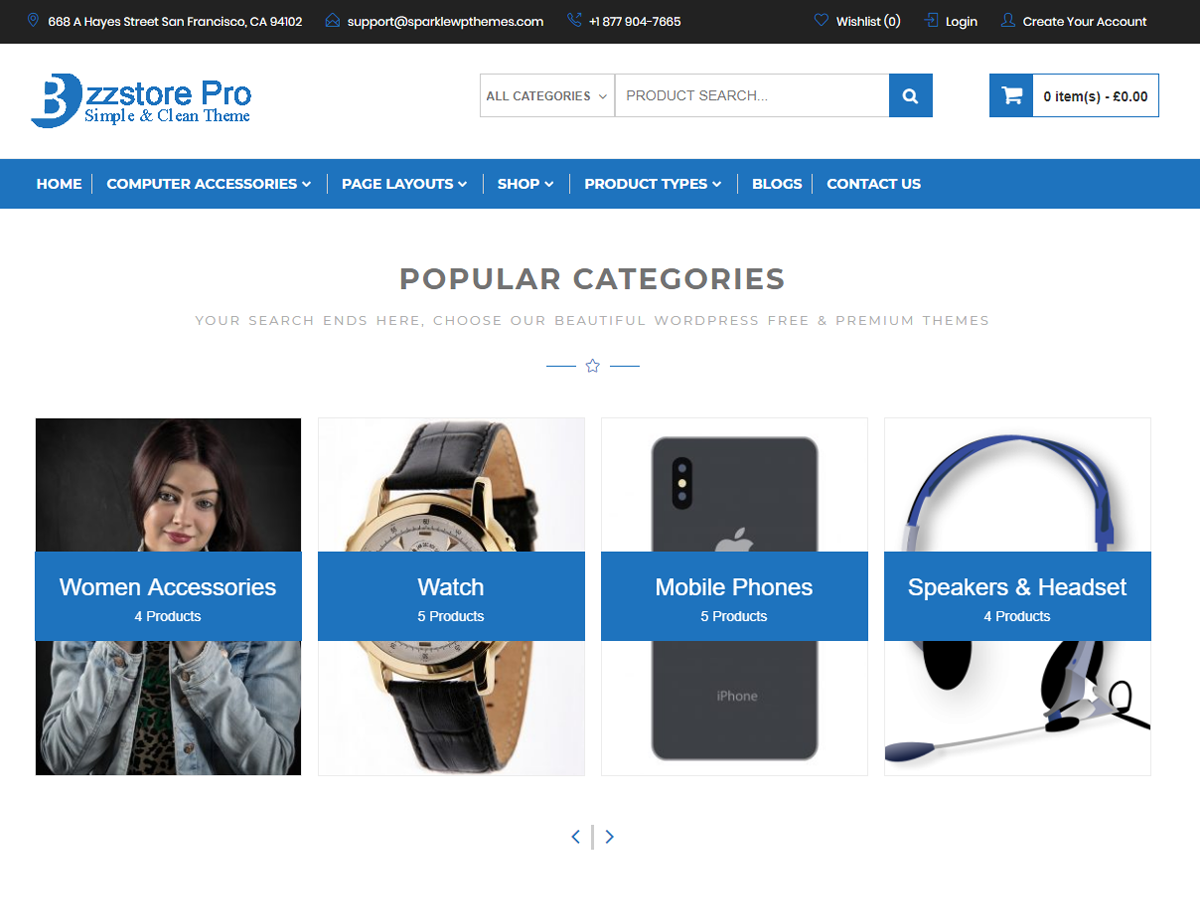 668 A Hayes Street San Francisco, CA 94102 support@sparklewpthemes.com +1 877 904-7665 Wishlist (0) Login Create Your Account
Bzzstore Pro
Simple & Clean Theme
ALL CATEGORIES PRODUCT SEARCH... 0 item(s) - £0.00
HOME COMPUTER ACCESSORIES PAGE LAYOUTS SHOP PRODUCT TYPES BLOGS CONTACT US
POPULAR CATEGORIES
YOUR SEARCH ENDS HERE, CHOOSE OUR BEAUTIFUL WORDPRESS FREE & PREMIUM THEMES
Women Accessories
4 Products
Watch
5 Products
Mobile Phones
5 Products
iPhone
Speakers & Headset
4 Products